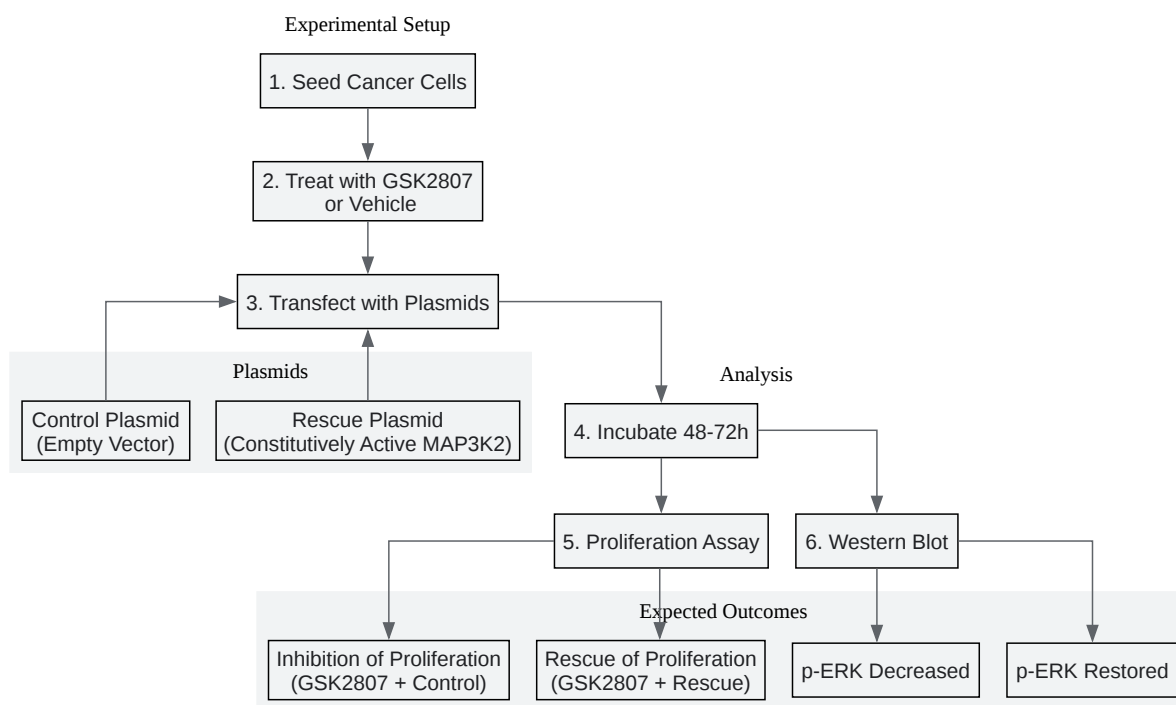 Experimental Setup
1. Seed Cancer Cells
2. Treat with GSK2807
or Vehicle
3. Transfect with Plasmids
Plasmids
Control Plasmid
(Empty Vector)
Rescue Plasmid
(Constitutively Active MAP3K2)
Analysis
4. Incubate 48-72h
5. Proliferation Assay
6. Western Blot
Expected Outcomes
Inhibition of Proliferation
(GSK2807 + Control)
Rescue of Proliferation
(GSK2807 + Rescue)
p-ERK Decreased
p-ERK Restored